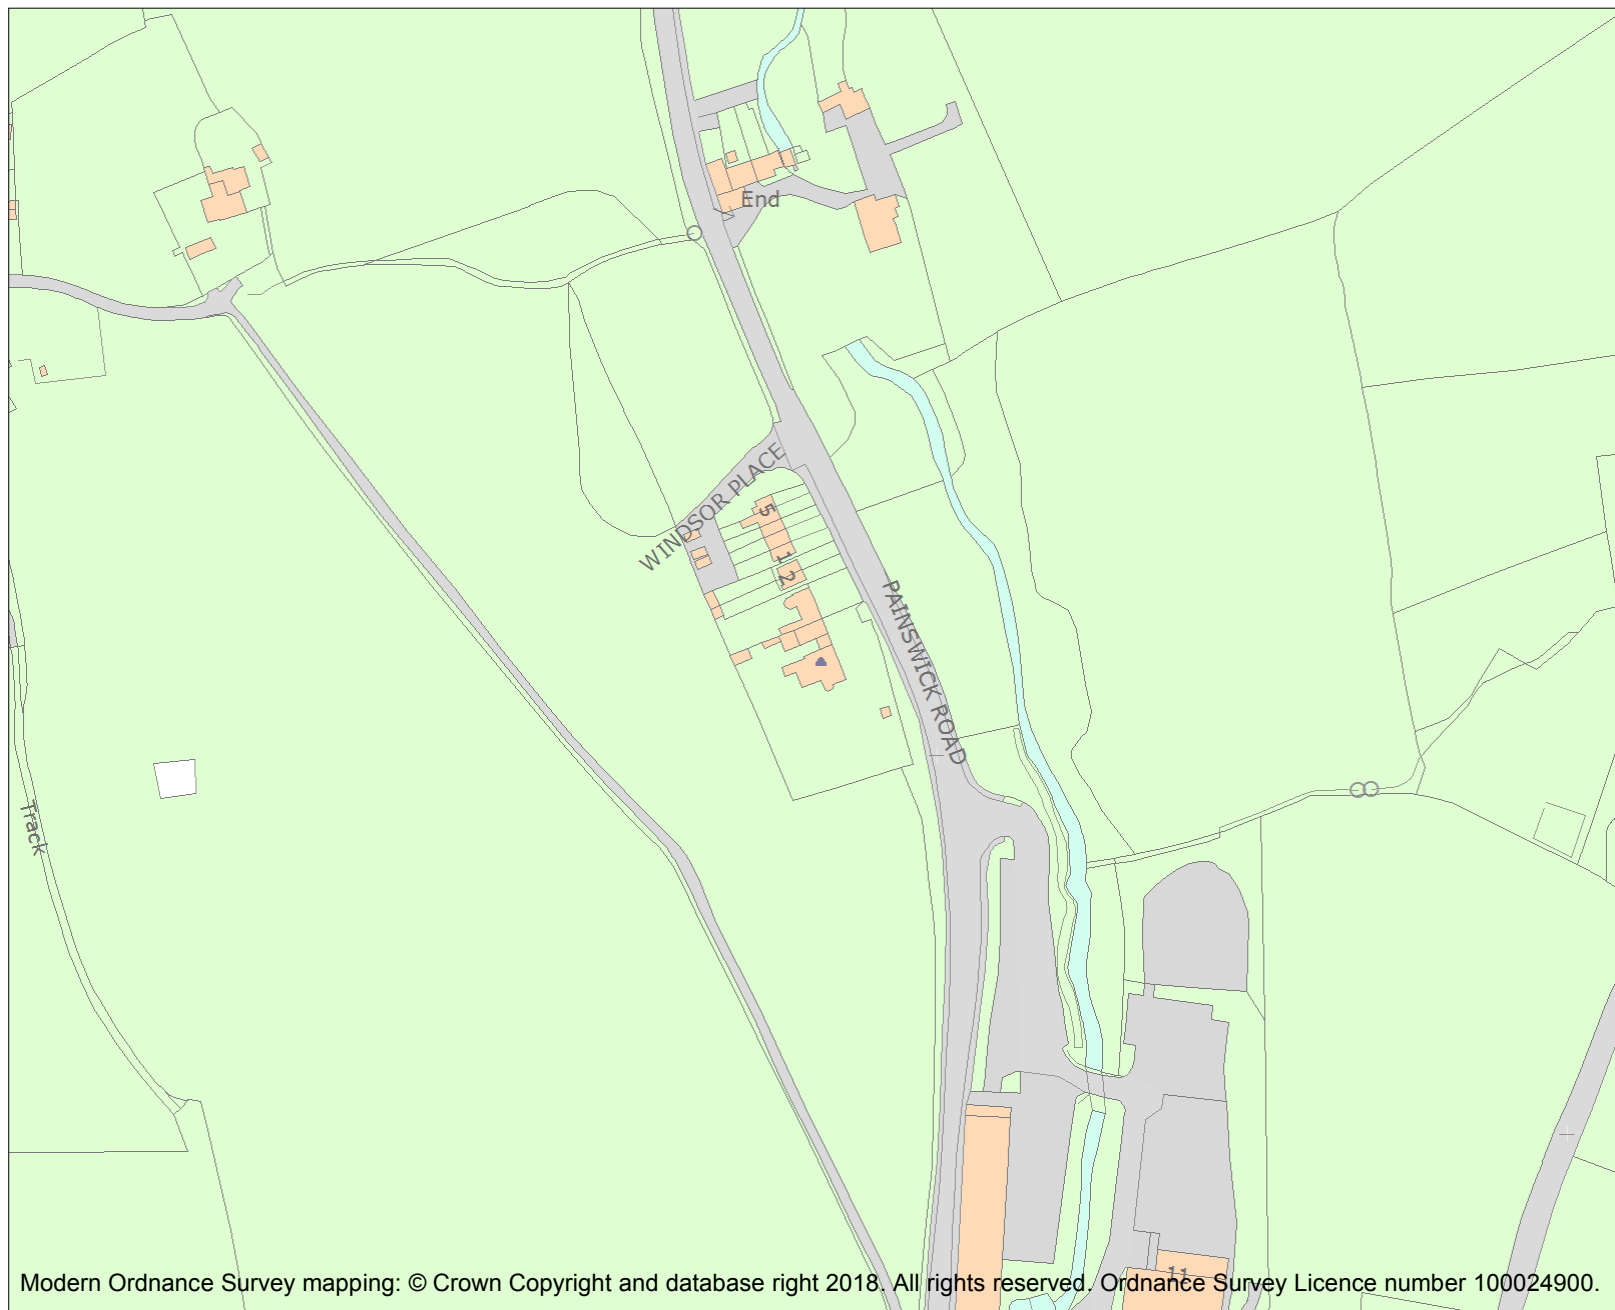 End
WINDSOR PLACE
5
1
2
PAINSWICK ROAD
Track
11
Modern Ordnance Survey mapping: © Crown Copyright and database right 2018. All rights reserved. Ordnance Survey Licence number 100024900.